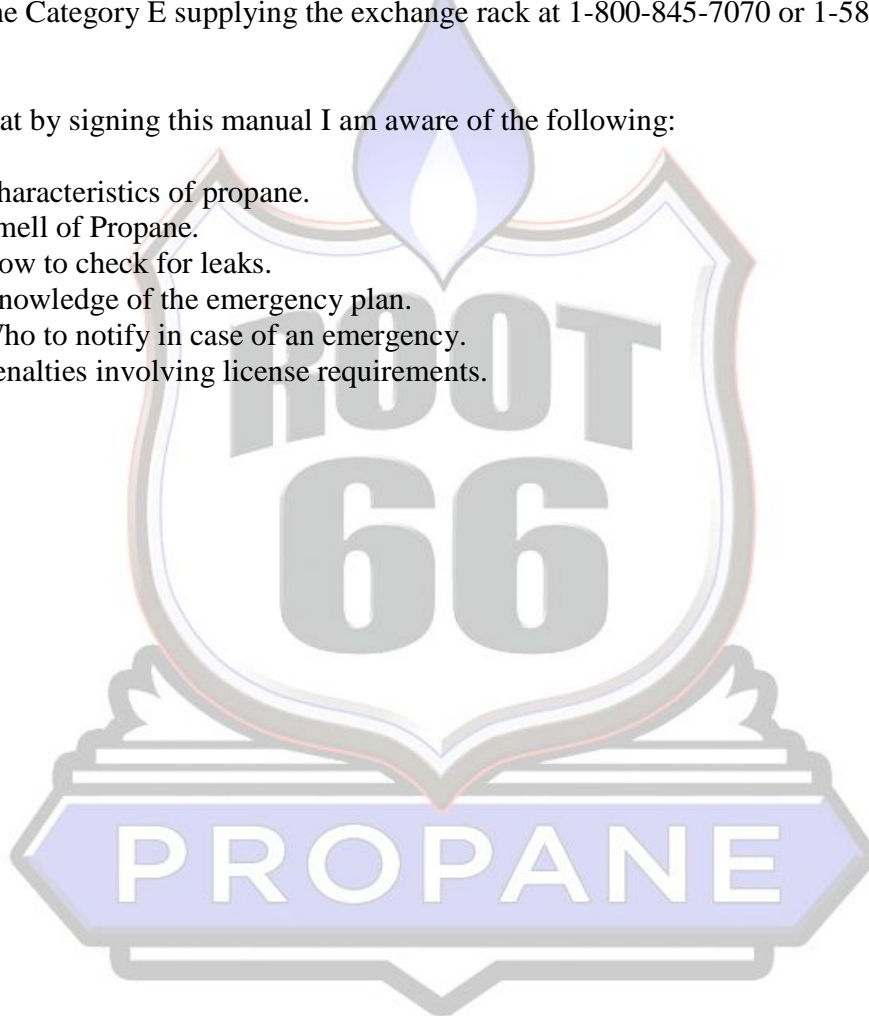 he Category E supplying the exchange rack at 1-800-845-7070 or 1-58
at by signing this manual I am aware of the following:
haracteristics of propane.
mell of Propane.
ow to check for leaks.
nowledge of the emergency plan.
Who to notify in case of an emergency.
enalties involving license requirements.
ROOT
66
PROPANE